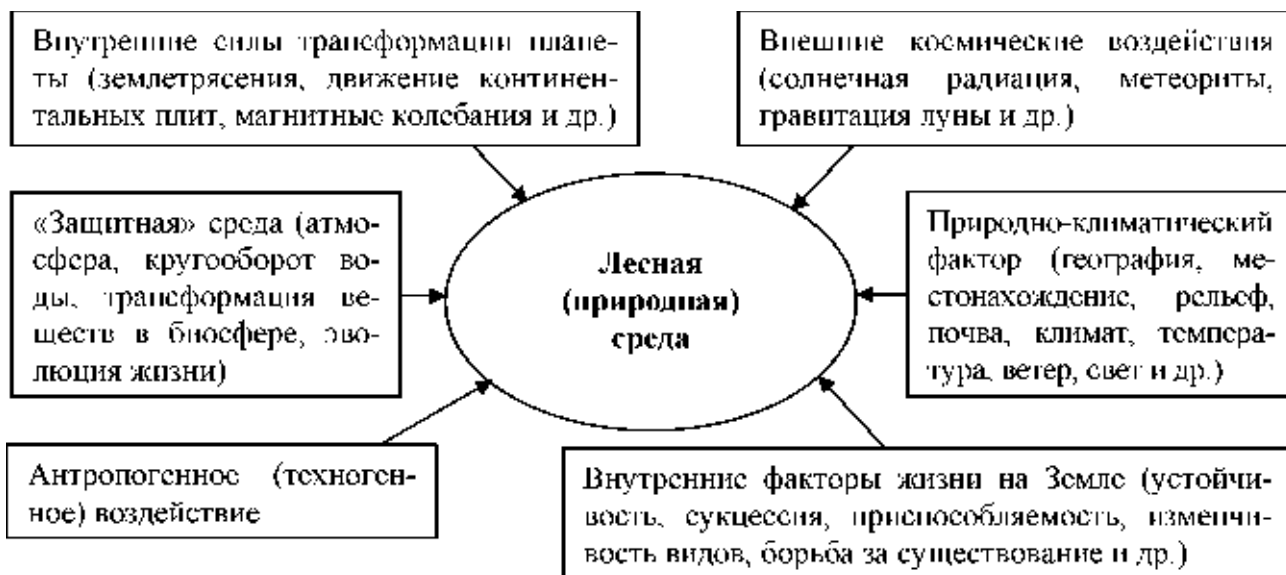 Внутренние силы трансформации плане-
ты (землетрясения, движение континен-
тальных плит, магнитные колебания и др.)
Внешние космические воздействия
(солнечная радиация, метеориты,
гравитация луны и др.)
«Защитная» среда (атмо-
сфера, кругооборот во-
ды, трансформация ве-
ществ в биосфере, эво-
люция жизни)
Лесная
(природная)
среда
Природно-климатический
фактор (география, ме-
стонахождение, рельеф,
почва, климат, темпера-
тура, ветер, свет и др.)
Антропогенное (техноген-
ное) воздействие
Внутренние факторы жизни на Земле (устойчи-
вость, сукцессия, приспособляемость, изменчи-
вость видов, борьба за существование и др.)